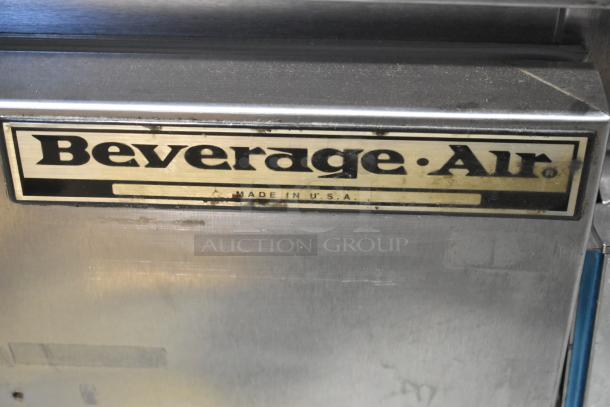 Beverage·Air®
MADE IN U.S.A.
AUCTION GROUP